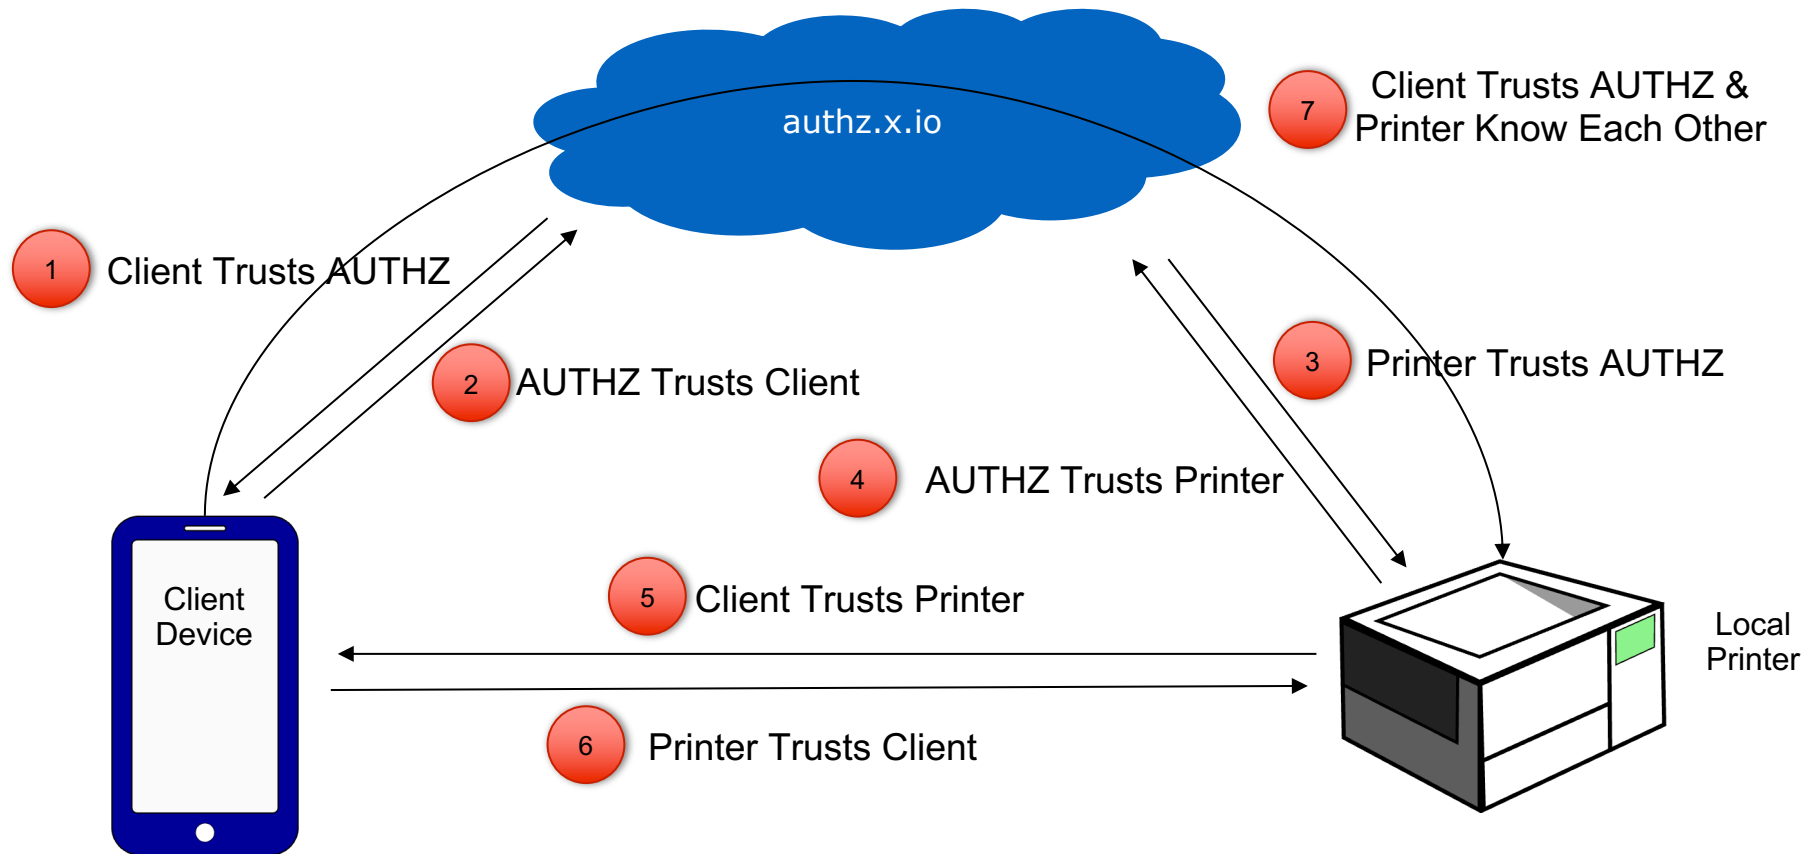 authz.x.io
7
Client Trusts AUTHZ &
Printer Know Each Other
1
Client Trusts AUTHZ
2
AUTHZ Trusts Client
3
Printer Trusts AUTHZ
4
AUTHZ Trusts Printer
Client
Device
5
Client Trusts Printer
Local
Printer
6
Printer Trusts Client